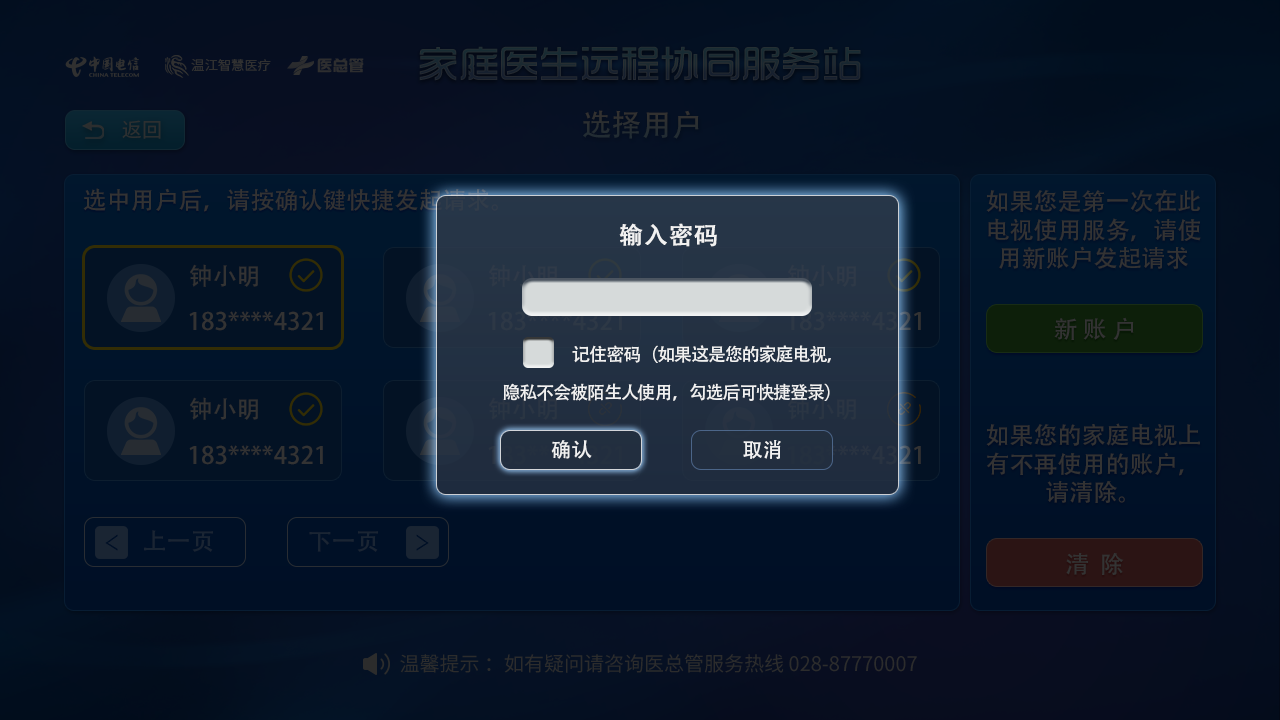 中国电信
CHINA TELECOM
温江智慧医疗
医总管
家庭医生远程协同服务站
返回
选择用户
选中用户后，请按确认键快捷发起请求。
钟小明
183****4321
钟小明
183****4321
钟小明
183****4321
钟小明
183****4321
钟小明
钟小明
上一页
下一页
输入密码
记住密码（如果这是您的家庭电视,
隐私不会被陌生人使用，勾选后可快捷登录）
确认
取消
如果您是第一次在此
电视使用服务，请使
用新账户发起请求
新账户
如果您的家庭电视上
有不再使用的账户，
请清除。
清除
温馨提示：如有疑问请咨询医总管服务热线 028-87770007